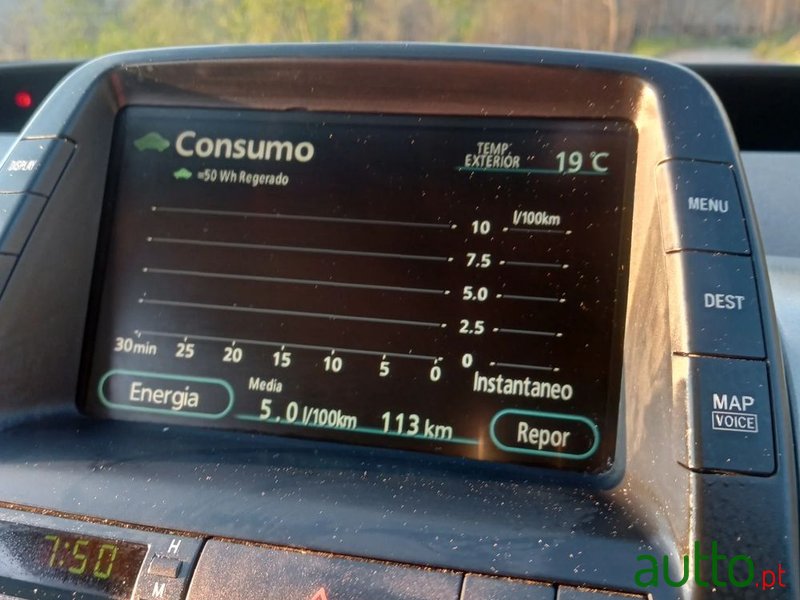 DISPLAY
Consumo
TEMP
EXTERIOR 19 °C
=50 Wh Regerado
l/100km
10
7.5
5.0
2.5
0
30min 25 20 15 10 5 0
Instantaneo
Energia
Media
5.0 l/100km 113 km
Repor
MENU
DEST
MAP
VOICE
7:50
H
M
autto.pt